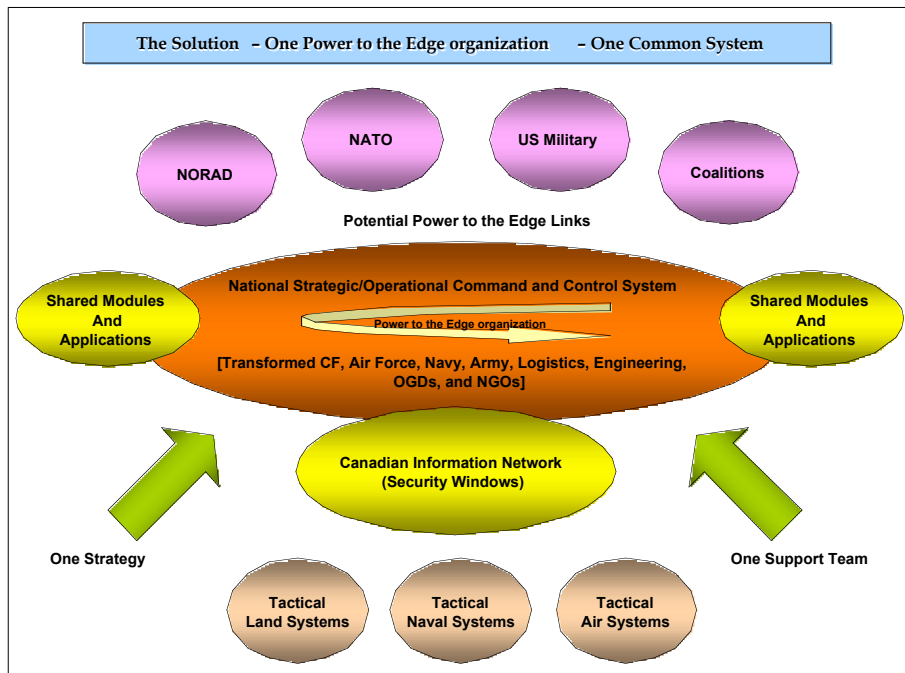 The Solution – One Power to the Edge organization – One Common System
NORAD
NATO
US Military
Coalitions
Potential Power to the Edge Links
Shared Modules
And
Applications
National Strategic/Operational Command and Control System
Power to the Edge organization
[Transformed CF, Air Force, Navy, Army, Logistics, Engineering,
OGDs, and NGOs]
Shared Modules
And
Applications
Canadian Information Network
(Security Windows)
One Strategy
One Support Team
Tactical
Land Systems
Tactical
Naval Systems
Tactical
Air Systems